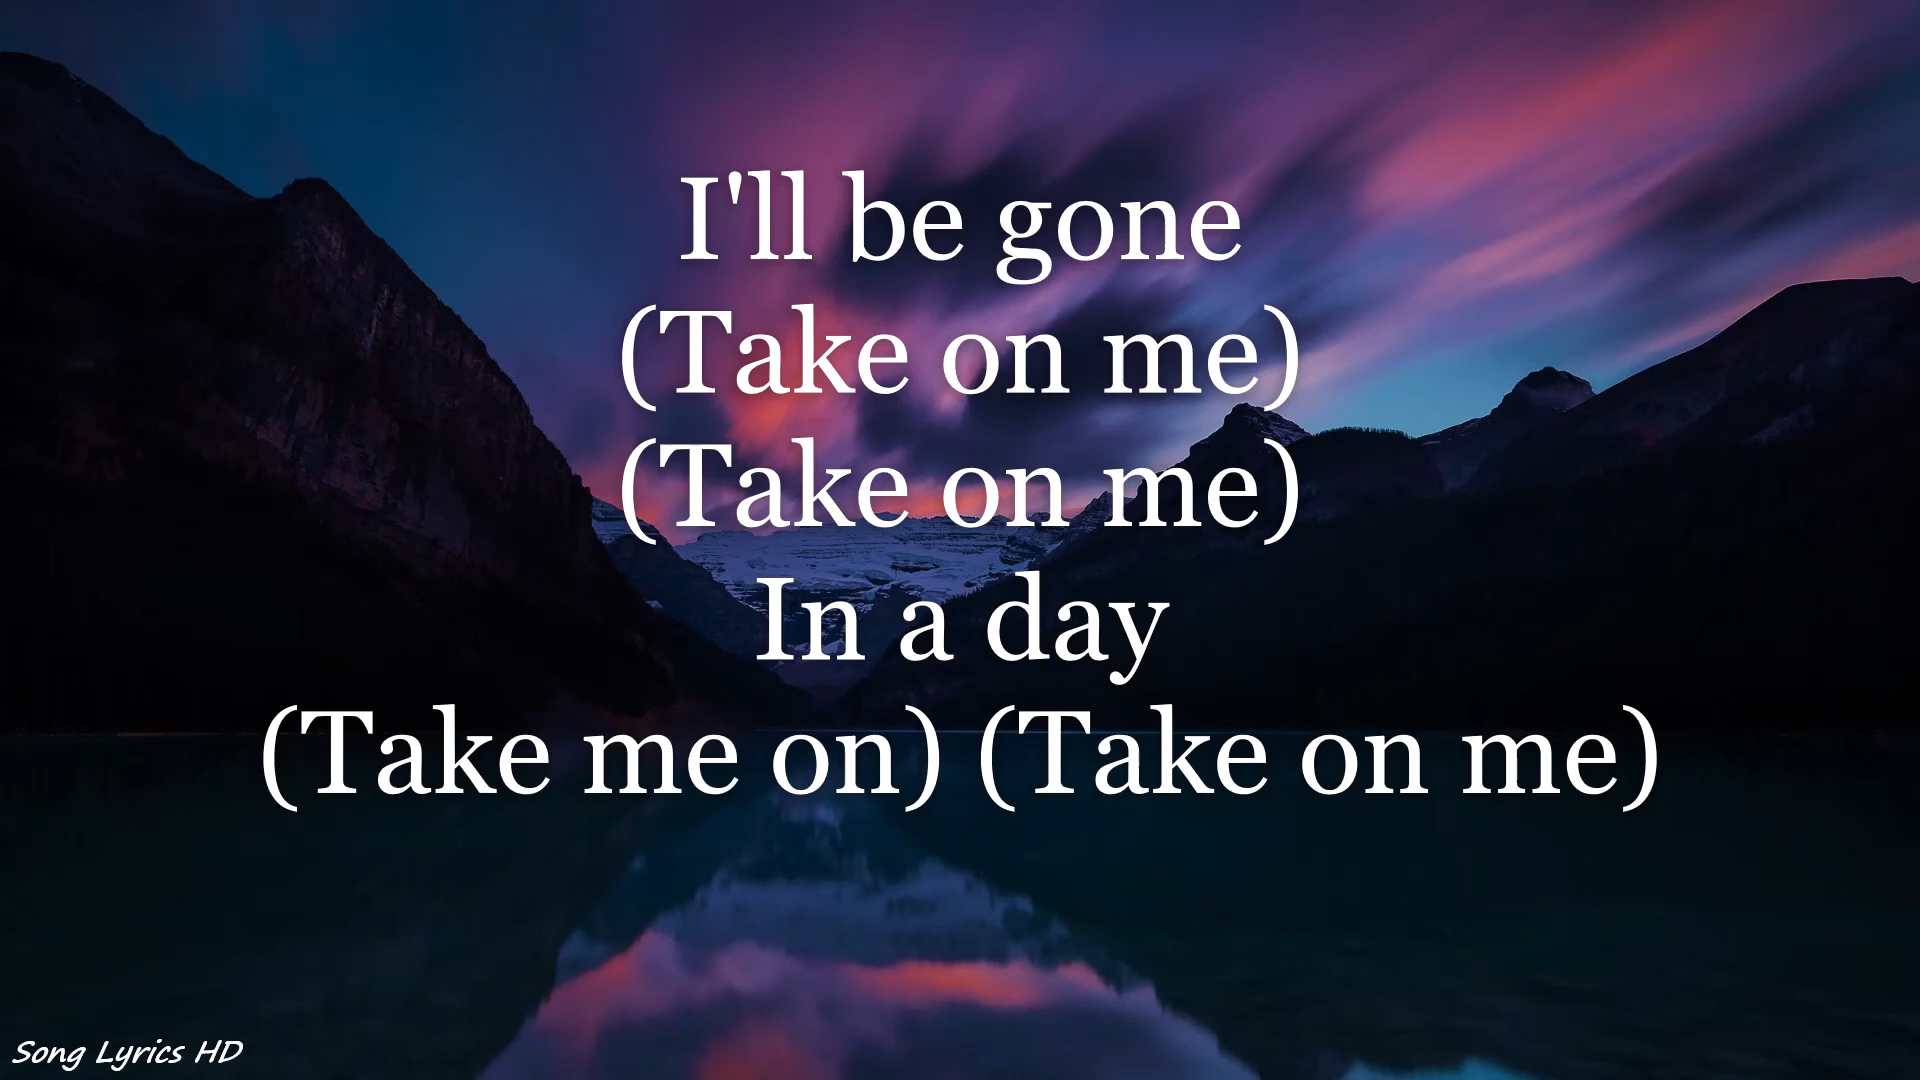 I'll be gone
(Take on me)
(Take on me)
In a day
(Take me on) (Take on me)
Song Lyrics HD